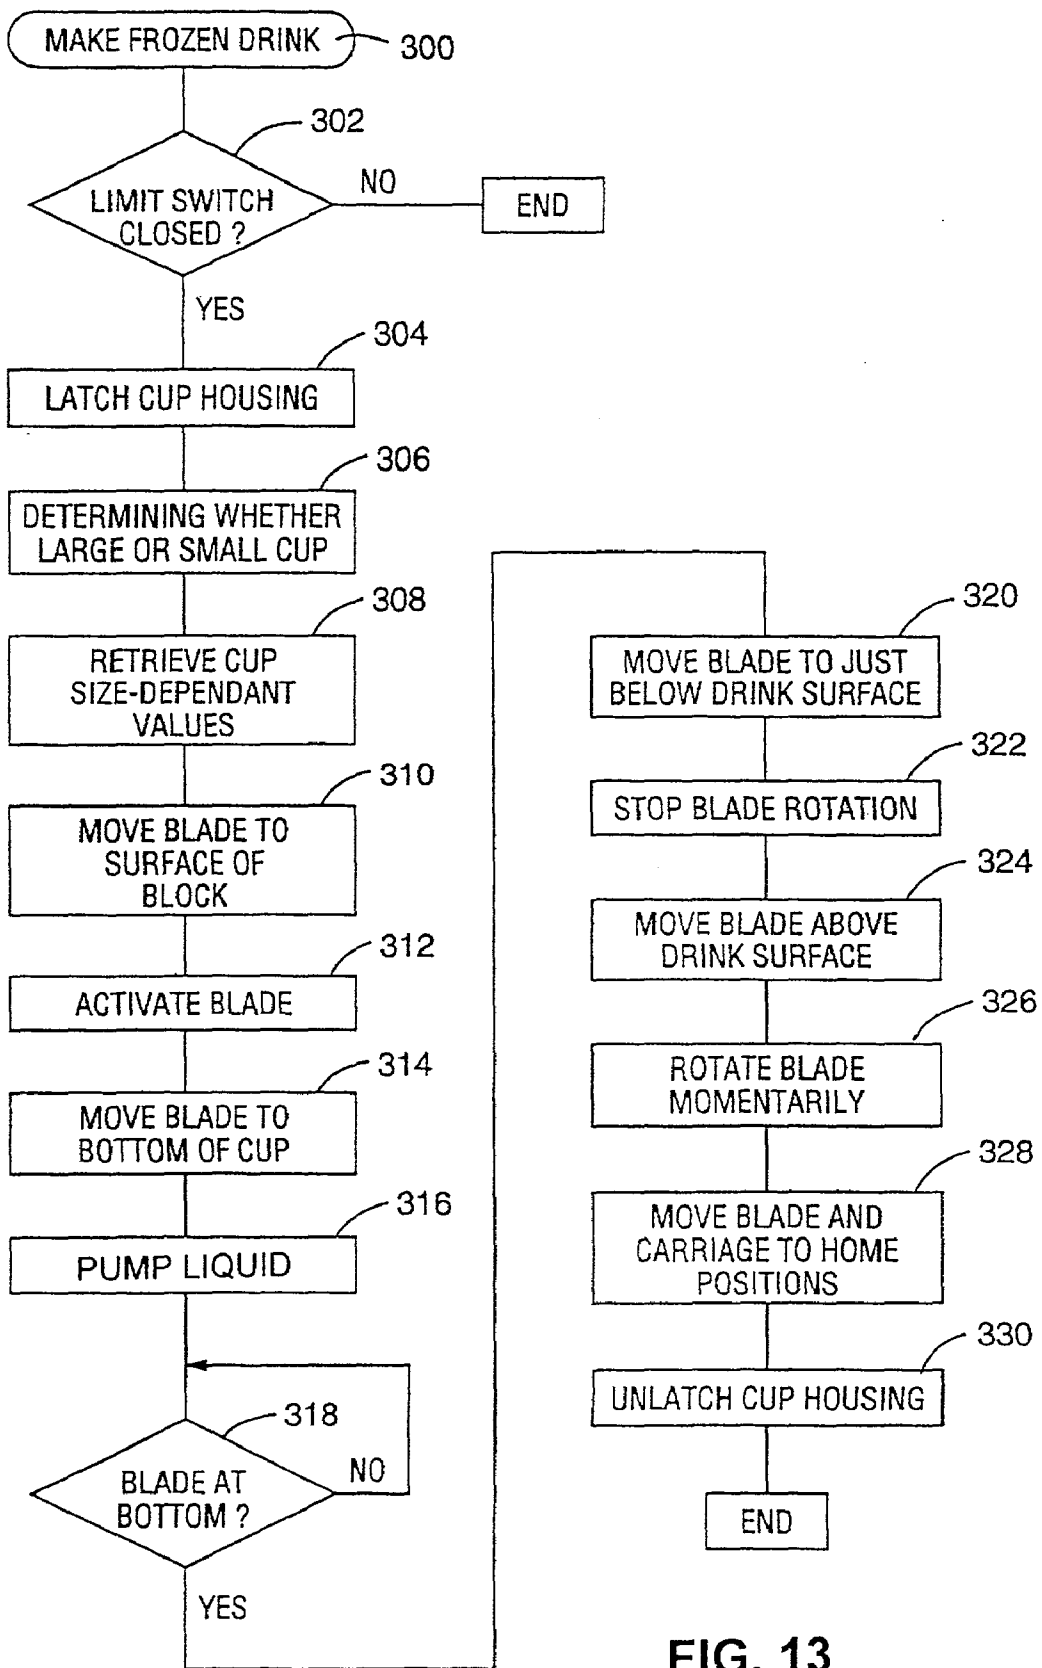 MAKE FROZEN DRINK
300
302
LIMIT SWITCH
CLOSED ?
NO
END
YES
304
LATCH CUP HOUSING
306
DETERMINING WHETHER
LARGE OR SMALL CUP
308
RETRIEVE CUP
SIZE-DEPENDANT
VALUES
310
MOVE BLADE TO
SURFACE OF
BLOCK
312
ACTIVATE BLADE
314
MOVE BLADE TO
BOTTOM OF CUP
316
PUMP LIQUID
318
BLADE AT
BOTTOM ?
NO
YES
320
MOVE BLADE TO JUST
BELOW DRINK SURFACE
322
STOP BLADE ROTATION
324
MOVE BLADE ABOVE
DRINK SURFACE
326
ROTATE BLADE
MOMENTARILY
328
MOVE BLADE AND
CARRIAGE TO HOME
POSITIONS
330
UNLATCH CUP HOUSING
END
FIG. 13